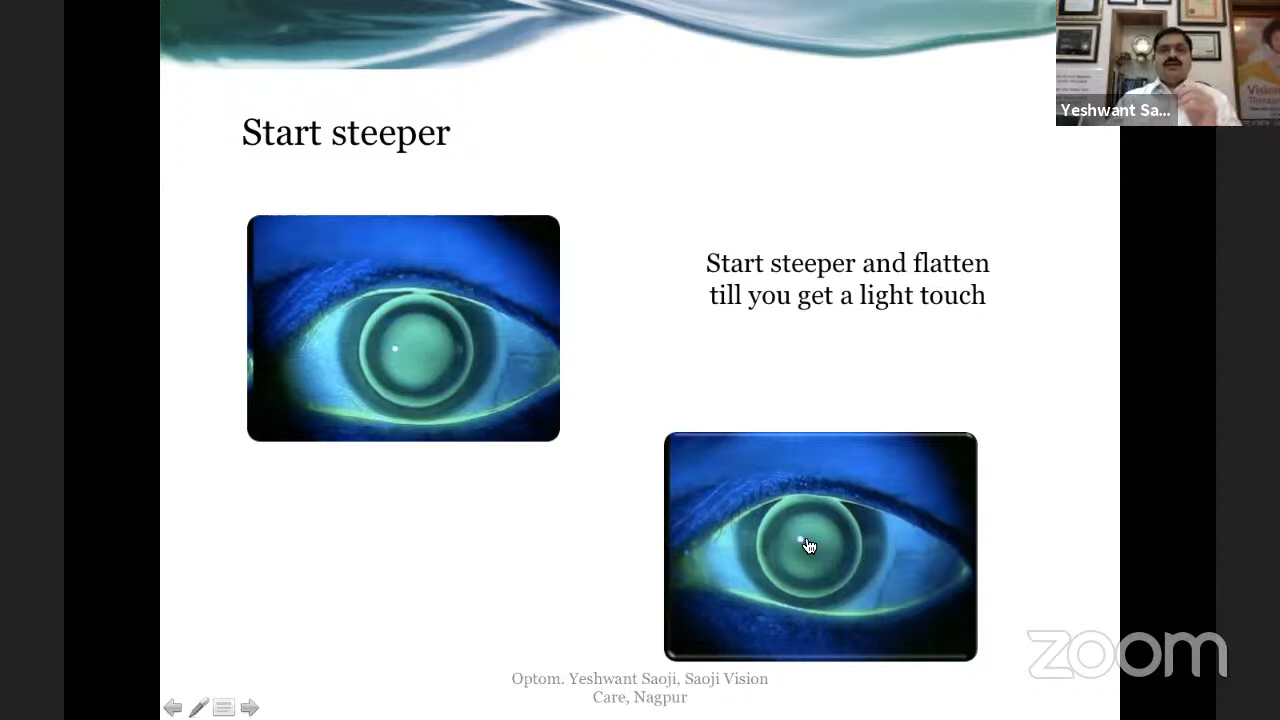 Start steeper
Start steeper and flatten
till you get a light touch
Optom. Yeshwant Saoji, Saoji Vision
Care, Nagpur
Yeshwant Sa...
Vision
zoom